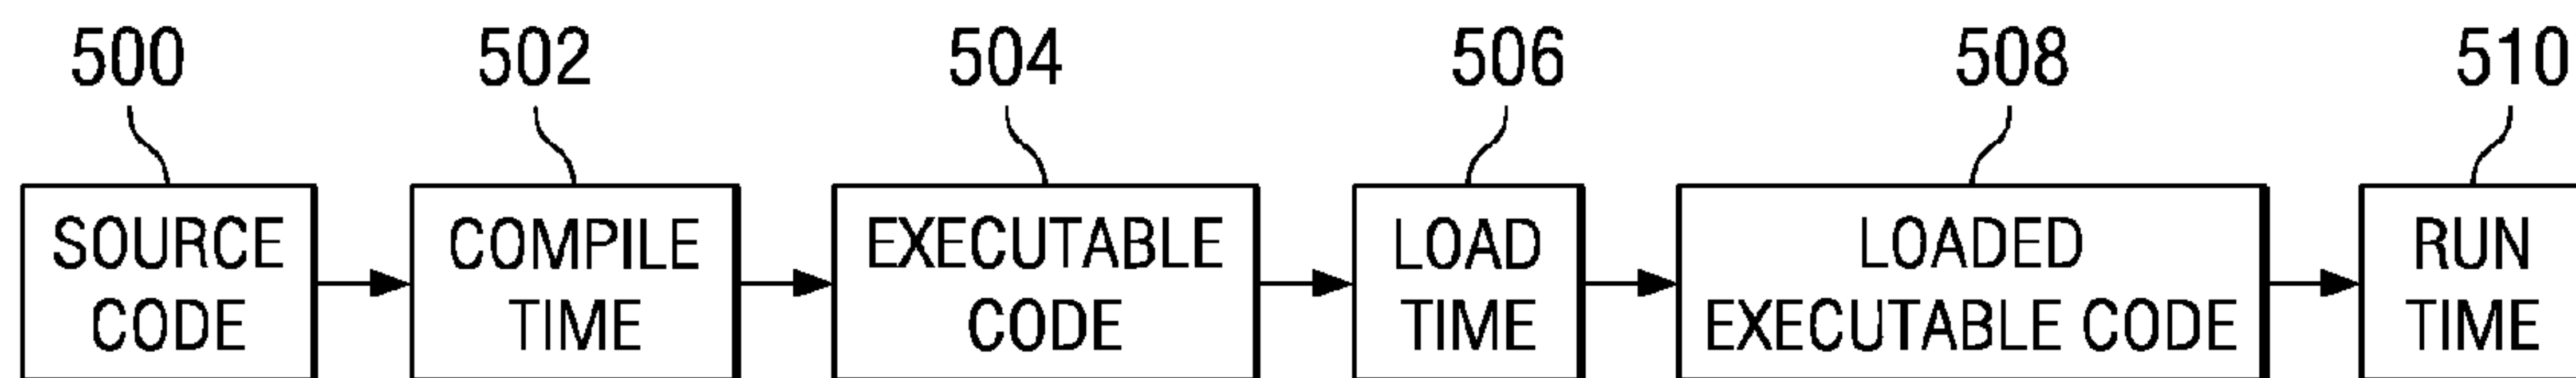 500 502 504 506 508 510
SOURCE COMPILE EXECUTABLE LOAD LOADED RUN
CODE TIME CODE TIME EXECUTABLE CODE TIME